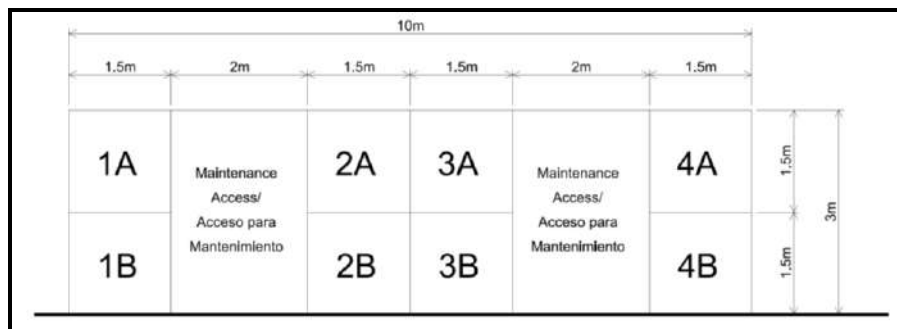 10m
1.5m 2m 1.5m 1.5m 2m 1.5m
1A 2A 3A 4A
Maintenance
Access/
Acceso para
Mantenimiento
Maintenance
Access/
Acceso para
Mantenimiento
1.5m
3m
1B 2B 3B 4B
1.5m